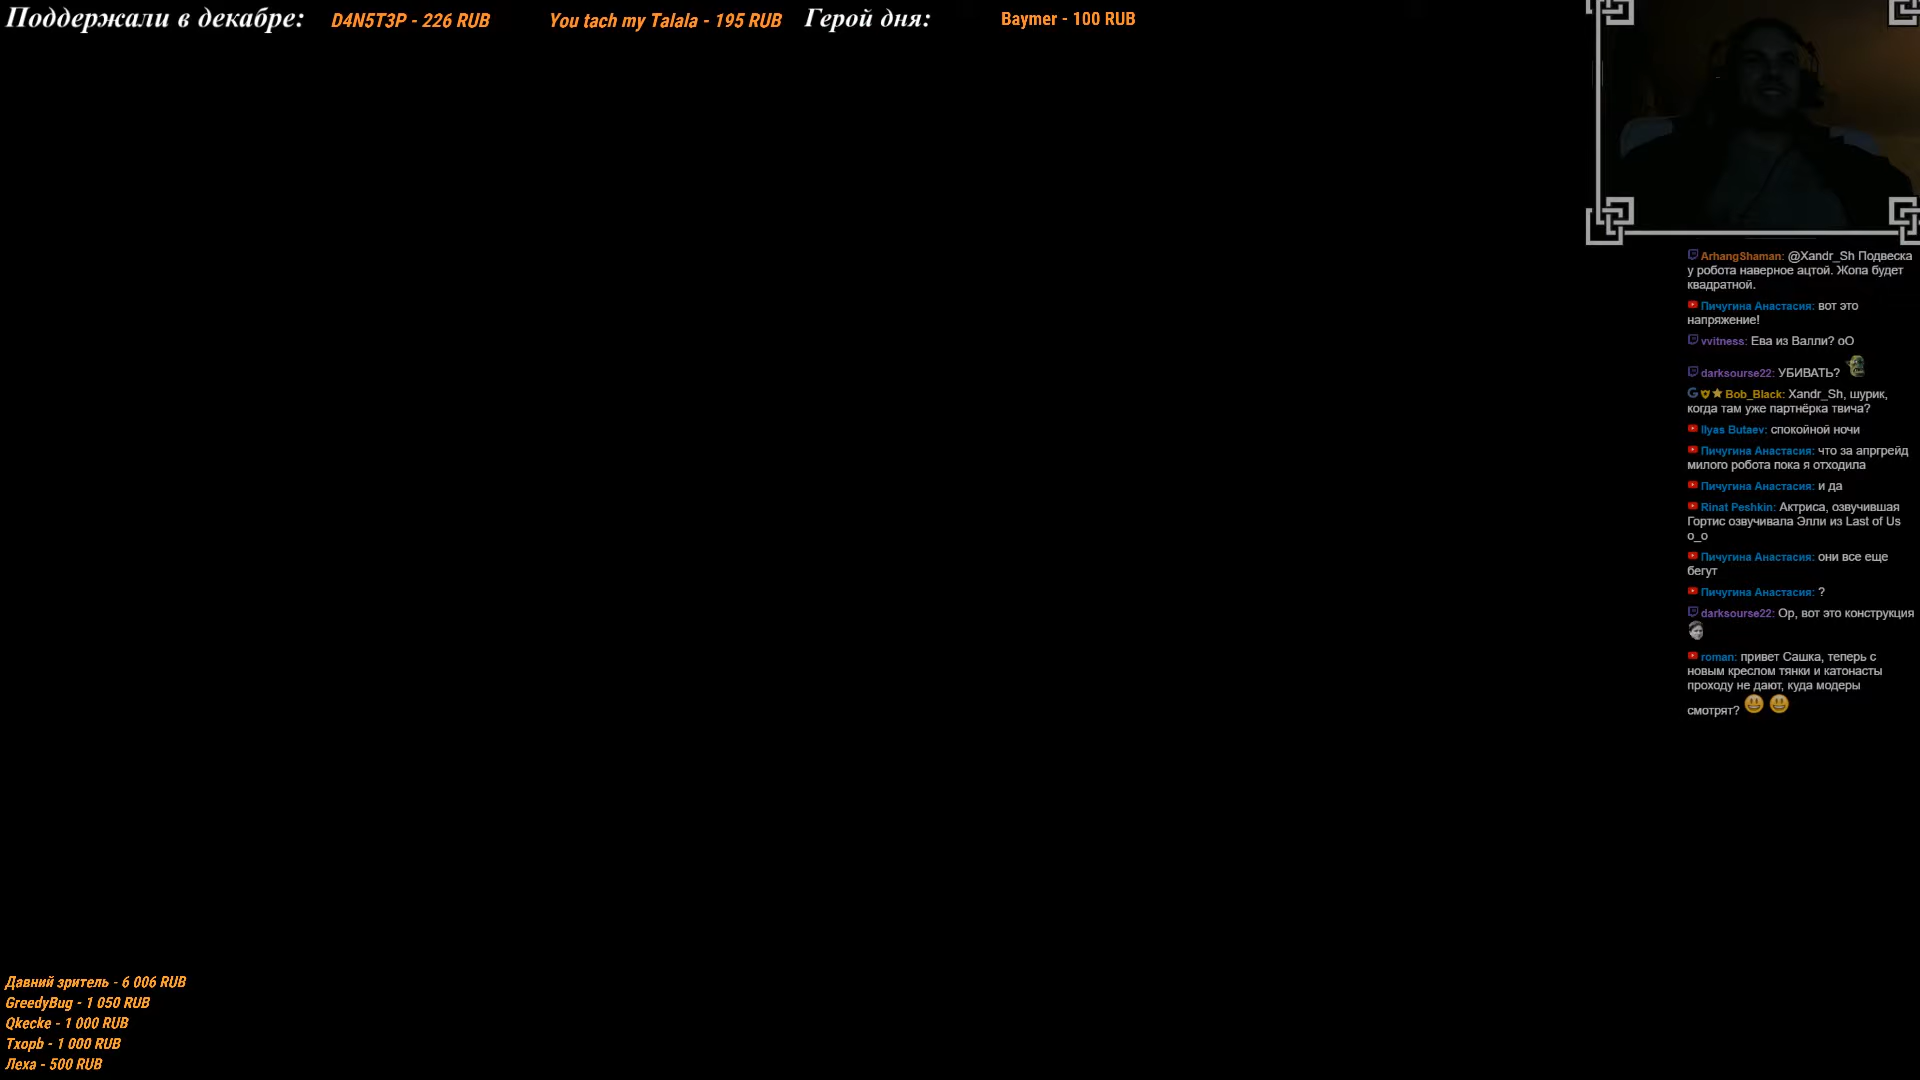 Поддержали в декабре: D4N5T3P - 226 RUB You tach my Talala - 195 RUB Герой дня: Baymer - 100 RUB
ArhangShaman: @Xandr_Sh Подвеска
у робота наверное ацтой. Жопа будет
квадратной.
Пичугина Анастасия: вот это
напряжение!
vvitness: Ева из Валли? оО
darksourse22: УБИВАТЬ?
Bob_Black: Xandr_Sh, шурик,
когда там уже партнёрка твича?
Ilyas Butaev: спокойной ночи
Пичугина Анастасия: что за апргрейд
милого робота пока я отходила
Пичугина Анастасия: и да
Rinat Peshkin: Актриса, озвучившая
Гортис озвучивала Элли из Last of Us
o_o
Пичугина Анастасия: они все еще
бегут
Пичугина Анастасия: ?
darksourse22: Ор, вот это конструкция
roman: привет Сашка, теперь с
новым креслом тянки и катонасты
проходу не дают, куда модеры
смотрят?
Давний зритель - 6 006 RUB
GreedyBug - 1 050 RUB
Qkecke - 1 000 RUB
Txopb - 1 000 RUB
Леха - 500 RUB